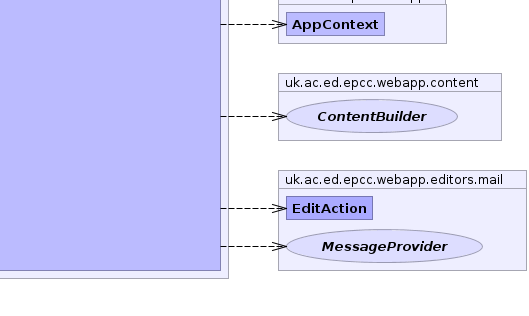 AppContext
uk.ac.ed.epcc.webapp.content
ContentBuilder
uk.ac.ed.epcc.webapp.editors.mail
EditAction
MessageProvider